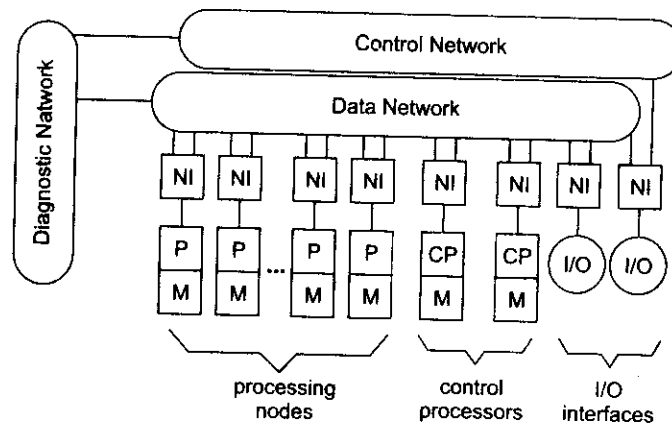 Control Network
Data Network
Diagnostic Natwork
NI NI NI NI NI NI NI NI
P P ... P P CP CP I/O I/O
M M M M M M
processing nodes
control processors
I/O interfaces